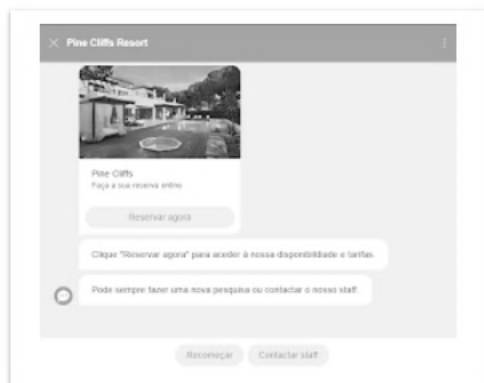 Pine Cliffs Resort
Pine Cliffs
Faça a sua reserva online
Reservar agora
Clique "Reservar agora" para aceder à nossa disponibilidade e tarifas.
Pode sempre fazer uma nova pesquisa ou contactar o nosso staff.
Recomeçar
Contactar staff